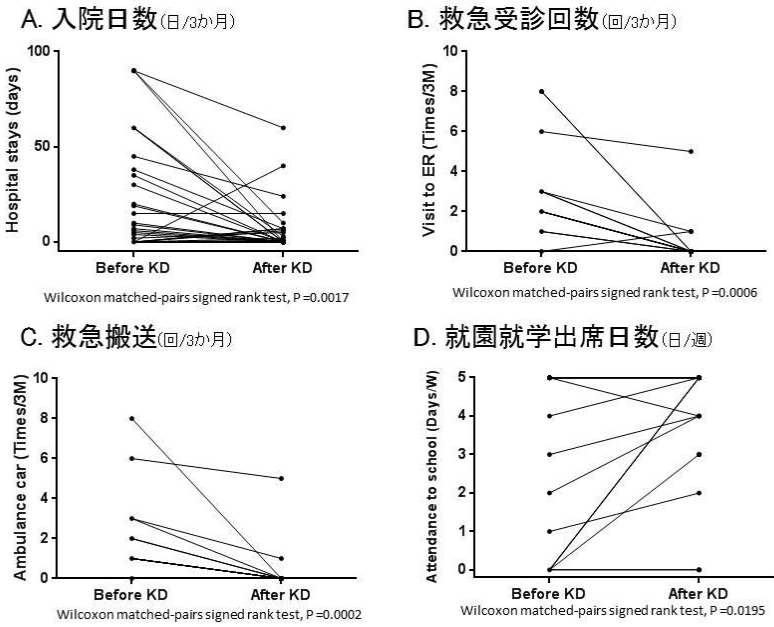 A. 入院日数(日/3か月)
100
50
0
Hospital stays (days)
Before KD After KD
Wilcoxon matched-pairs signed rank test, P =0.0017
B. 救急受診回数(回/3か月)
10
8
6
4
2
0
Visit to ER (Times/3M)
Before KD After KD
Wilcoxon matched-pairs signed rank test, P =0.0006
C. 救急搬送(回/3か月)
10
8
6
4
2
0
Ambulance car (Times/3M)
Before KD After KD
Wilcoxon matched-pairs signed rank test, P =0.0002
D. 就園就学出席日数(日/週)
5
4
3
2
1
0
Attendance to school (Days/W)
Before KD After KD
Wilcoxon matched-pairs signed rank test, P =0.0195